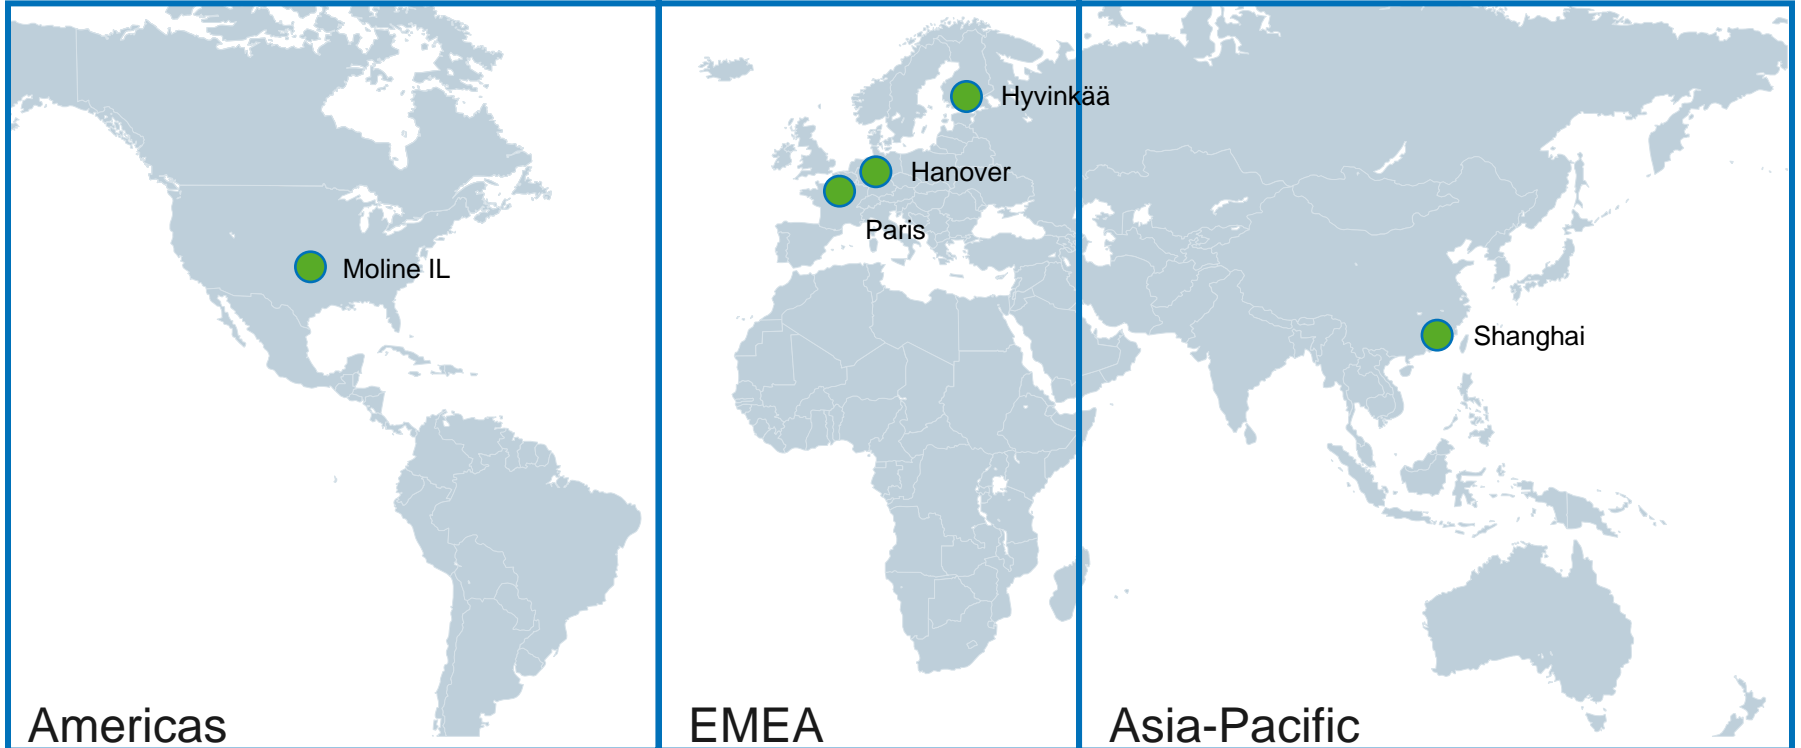 Hyvinkää
Hanover
Paris
Moline IL
Shanghai
Americas
EMEA
Asia-Pacific